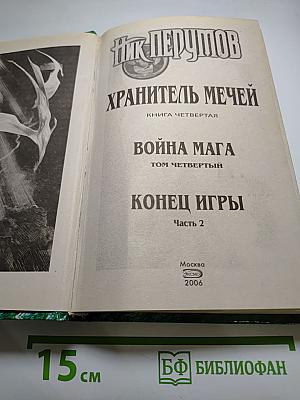 Ник Перумов
ХРАНИТЕЛЬ МЕЧЕЙ
КНИГА ЧЕТВЕРТАЯ
ВОЙНА МАГА
ТОМ ЧЕТВЕРТЫЙ
КОНЕЦ ИГРЫ
Часть 2
Москва
ЭКСМО
2006
15 см
БФ БИБЛИОФАН